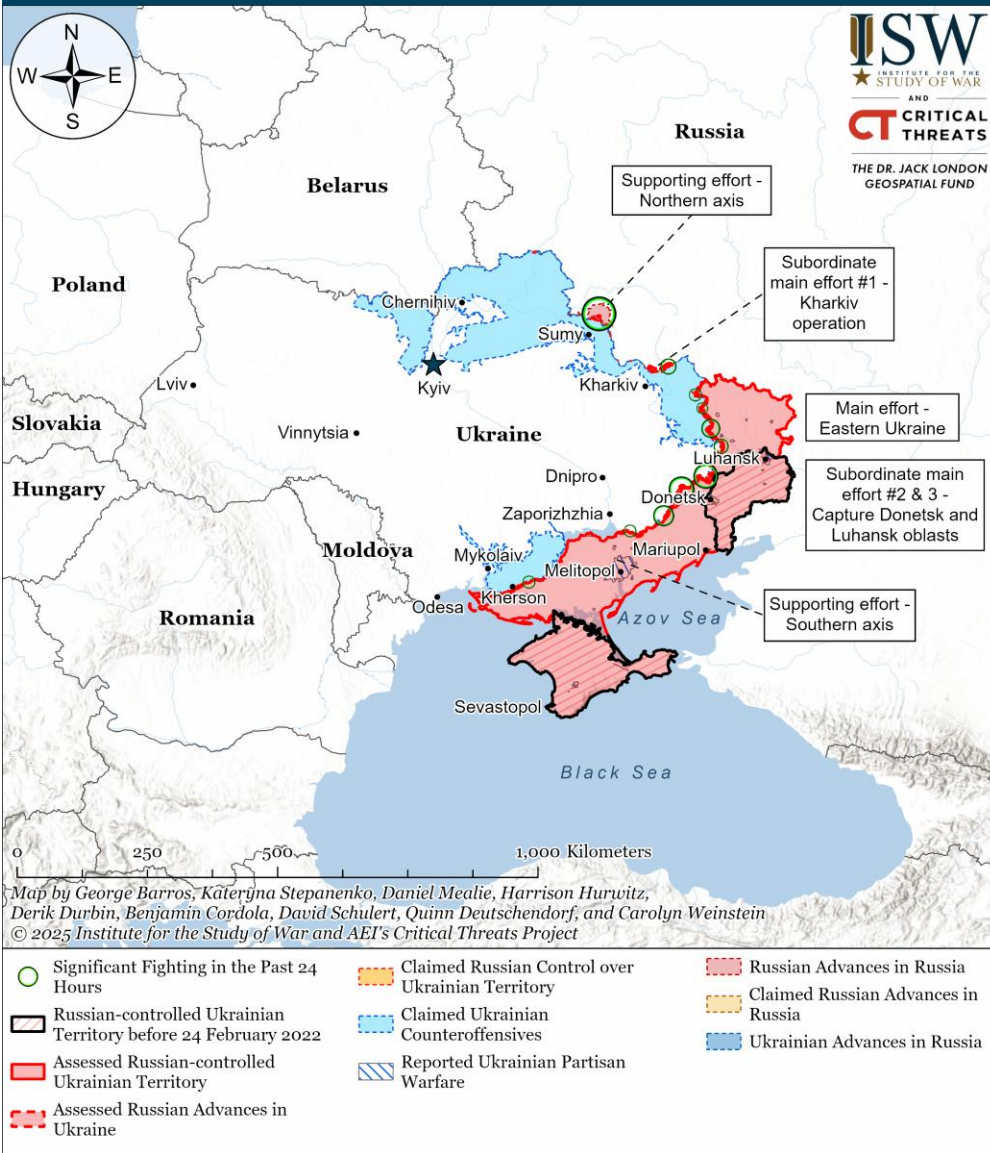 N
W E
S
ISW
INSTITUTE FOR THE
STUDY OF WAR
AND
CT CRITICAL
THREATS
THE DR. JACK LONDON
GEOSPATIAL FUND
Russia
Belarus
Supporting effort -
Northern axis
Poland
Subordinate
main effort #1 -
Kharkiv
operation
Chernihiv
Sumy
Kyiv
Lviv
Kharkiv
Slovakia
Vinnytsia
Ukraine
Main effort -
Eastern Ukraine
Luhansk
Hungary
Dnipro
Donetsk
Subordinate main
effort #2 & 3 -
Capture Donetsk and
Luhansk oblasts
Zaporizhzhia
Moldova
Mykolaiv
Mariupol
Melitopol
Kherson
Odesa
Romania
Azov Sea
Supporting effort -
Southern axis
Sevastopol
Black Sea
0 250 500 1,000 Kilometers
Map by George Barros, Kateryna Stepanenko, Daniel Mealie, Harrison Hurwitz,
Derik Durbin, Benjamin Cordola, David Schulert, Quinn Deutschendorf, and Carolyn Weinstein
© 2025 Institute for the Study of War and AEI's Critical Threats Project
Significant Fighting in the Past 24
Hours
Russian-controlled Ukrainian
Territory before 24 February 2022
Assessed Russian-controlled
Ukrainian Territory
Assessed Russian Advances in
Ukraine
Claimed Russian Control over
Ukrainian Territory
Claimed Ukrainian
Counteroffensives
Reported Ukrainian Partisan
Warfare
Russian Advances in Russia
Claimed Russian Advances in
Russia
Ukrainian Advances in Russia